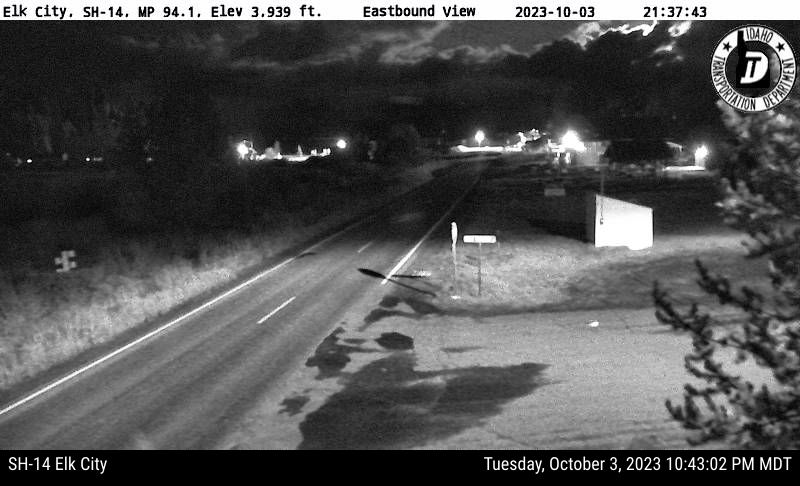 Elk City, SH-14, MP 94.1, Elev 3,939 ft. Eastbound View 2023-10-03 21:37:43
IDAHO
TRANSPORTATION DEPARTMENT
SH-14 Elk City Tuesday, October 3, 2023 10:43:02 PM MDT